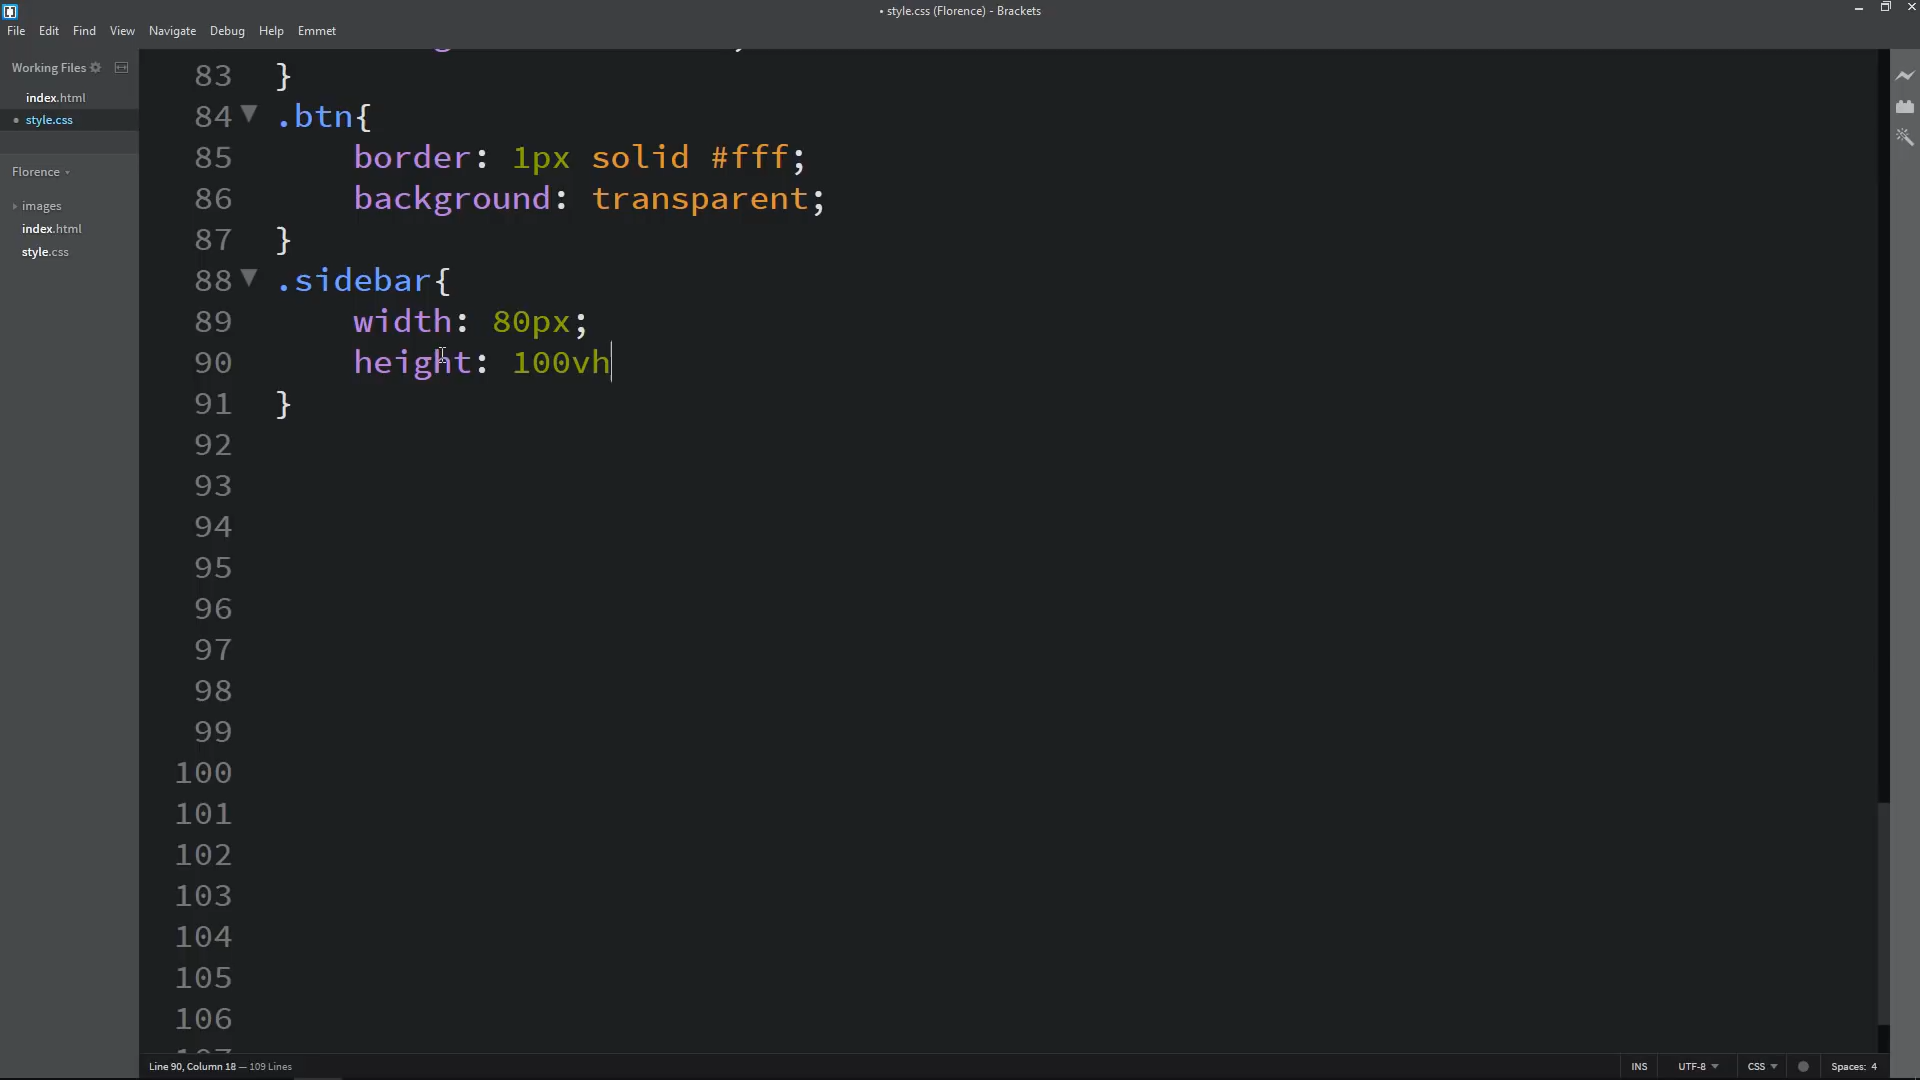 • style.css (Florence) - Brackets
File Edit Find View Navigate Debug Help Emmet
Working Files
index.html
• style.css
Florence
images
index.html
style.css
83 }
84 .btn{
85 border: 1px solid #fff;
86 background: transparent;
87 }
88 .sidebar{
89 width: 80px;
90 height: 100vh
91 }
92
93
94
95
96
97
98
99
100
101
102
103
104
105
106
Line 90, Column 18 — 109 Lines
INS UTF-8 CSS Spaces: 4